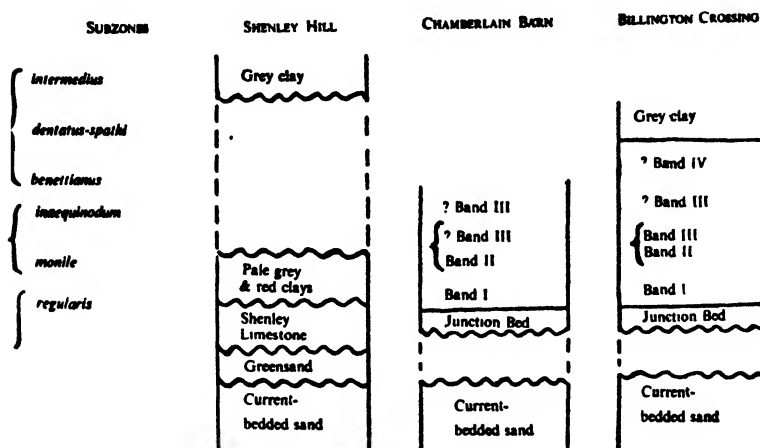 SUBZONES
intermedius
dentatus-spathi
benettianus
inaequinodum
monile
regularis
SHENLEY HILL
Grey clay
Pale grey
& red clays
Shenley
Limestone
Greensand
Current-
bedded sand
CHAMBERLAIN BARN
? Band III
? Band III
Band II
Band I
Junction Bed
Current-
bedded sand
BILLINGTON CROSSING
Grey clay
? Band IV
? Band III
Band III
Band II
Band I
Junction Bed
Current-
bedded sand